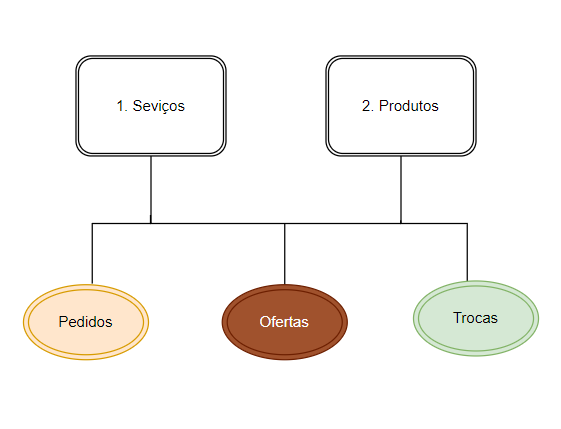 1. Seviços
2. Produtos
Pedidos
Ofertas
Trocas